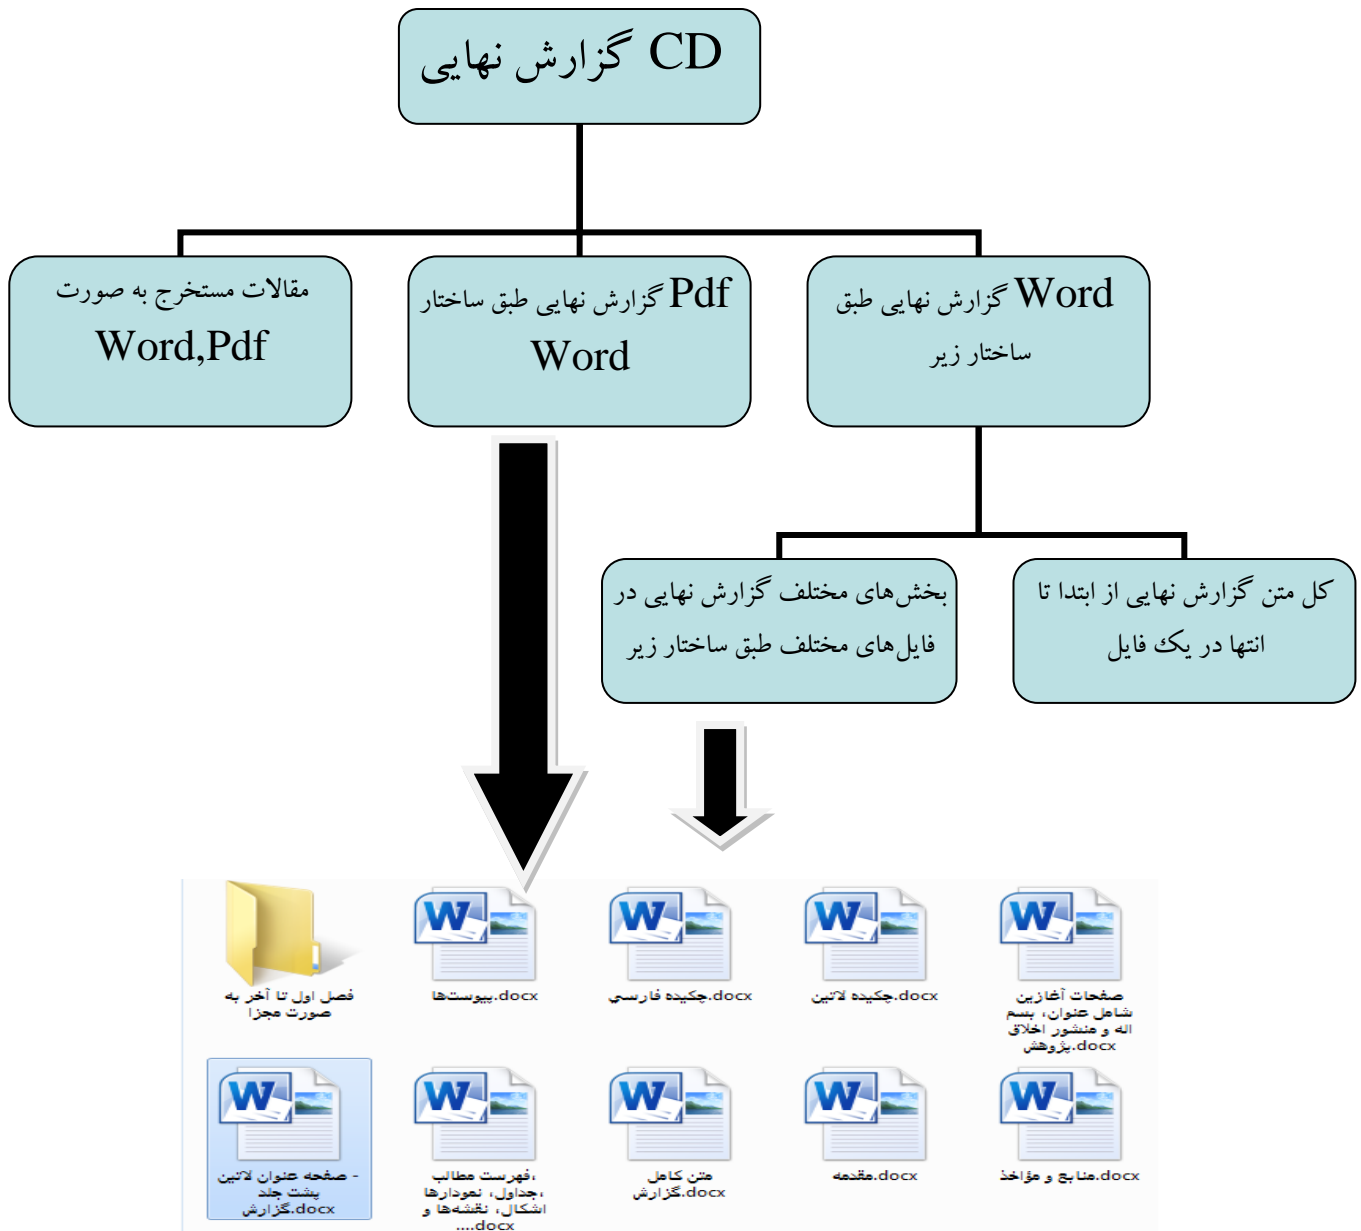 CD گزارش نهایی
Word گزارش نهایی طبق
ساختار زیر
Pdf گزارش نهایی طبق ساختار
Word
مقالات مستخرج به صورت
Word,Pdf
کل متن گزارش نهایی از ابتدا تا
انتها در یک فایل
بخش‌های مختلف گزارش نهایی در
فایل‌های مختلف طبق ساختار زیر
صفحات آغازین
شامل عنوان، بسم
اله و منشور اخلاق
پژوهش.docx
چکیده لاتین.docx
چکیده فارسی.docx
پیوست‌ها.docx
فصل اول تا آخر به
صورت مجزا
منابع و مؤاخذ.docx
مقدمه.docx
متن کامل
گزارش.docx
فهرست مطالب،
جداول، نمودارها،
اشکال، نقشه‌ها و
....docx
صفحه عنوان لاتین -
پشت جلد
گزارش.docx